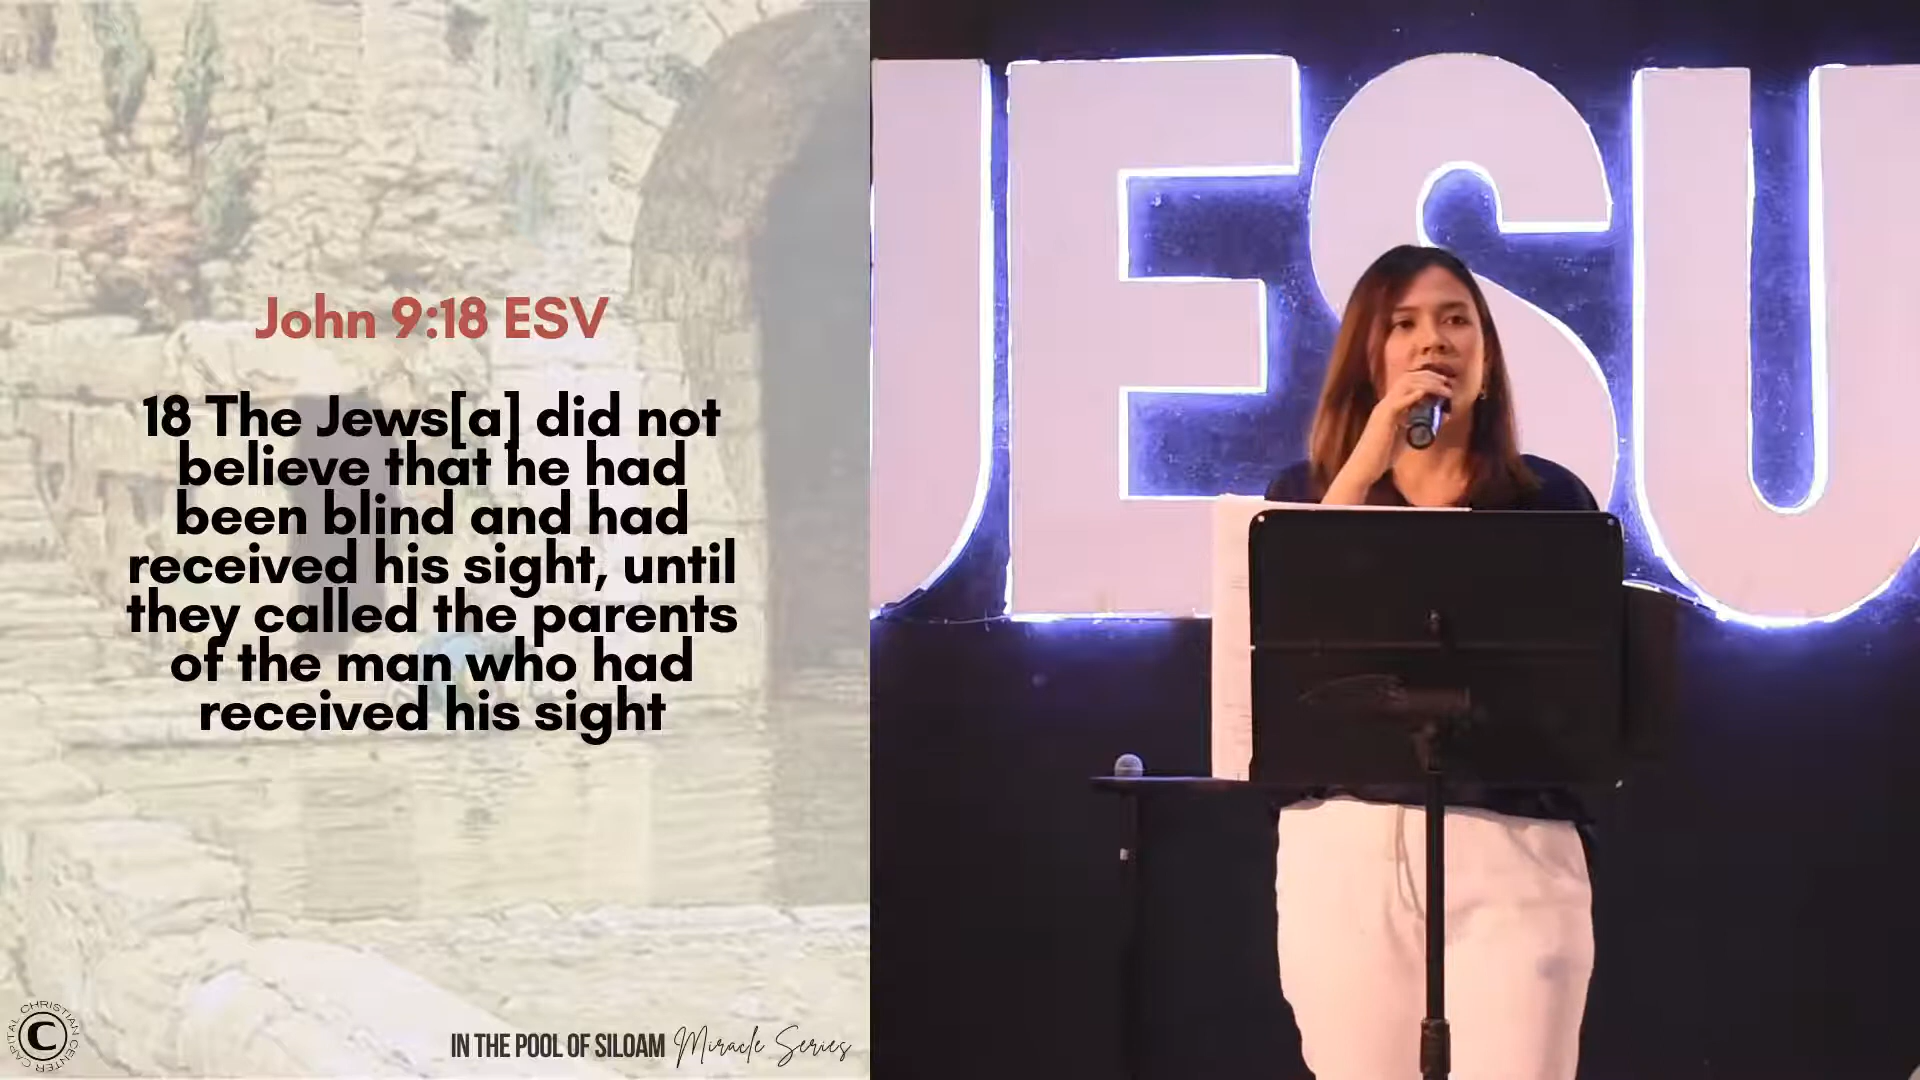 John 9:18 ESV
18 The Jews[a] did not
believe that he had
been blind and had
received his sight, until
they called the parents
of the man who had
received his sight
JESU
CAPITAL CHRISTIAN CENTER
C
IN THE POOL OF SILOAM Miracle Series